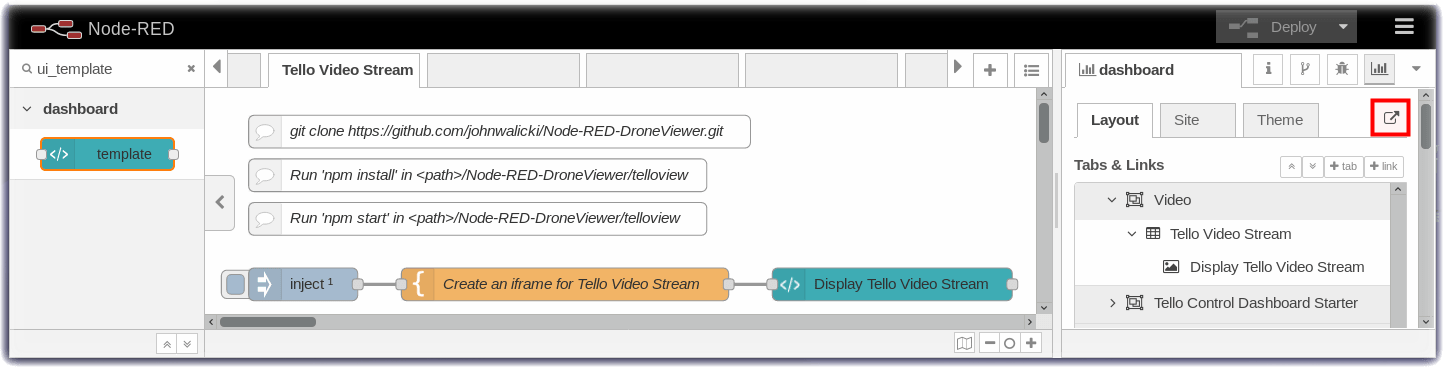 Node-RED
Deploy
ui_template
Tello Video Stream
dashboard
dashboard
template
git clone https://github.com/johnwalicki/Node-RED-DroneViewer.git
Run 'npm install' in <path>/Node-RED-DroneViewer/telloview
Run 'npm start' in <path>/Node-RED-DroneViewer/telloview
inject ¹
Create an iframe for Tello Video Stream
Display Tello Video Stream
Layout
Site
Theme
Tabs & Links
tab
link
Video
Tello Video Stream
Display Tello Video Stream
Tello Control Dashboard Starter